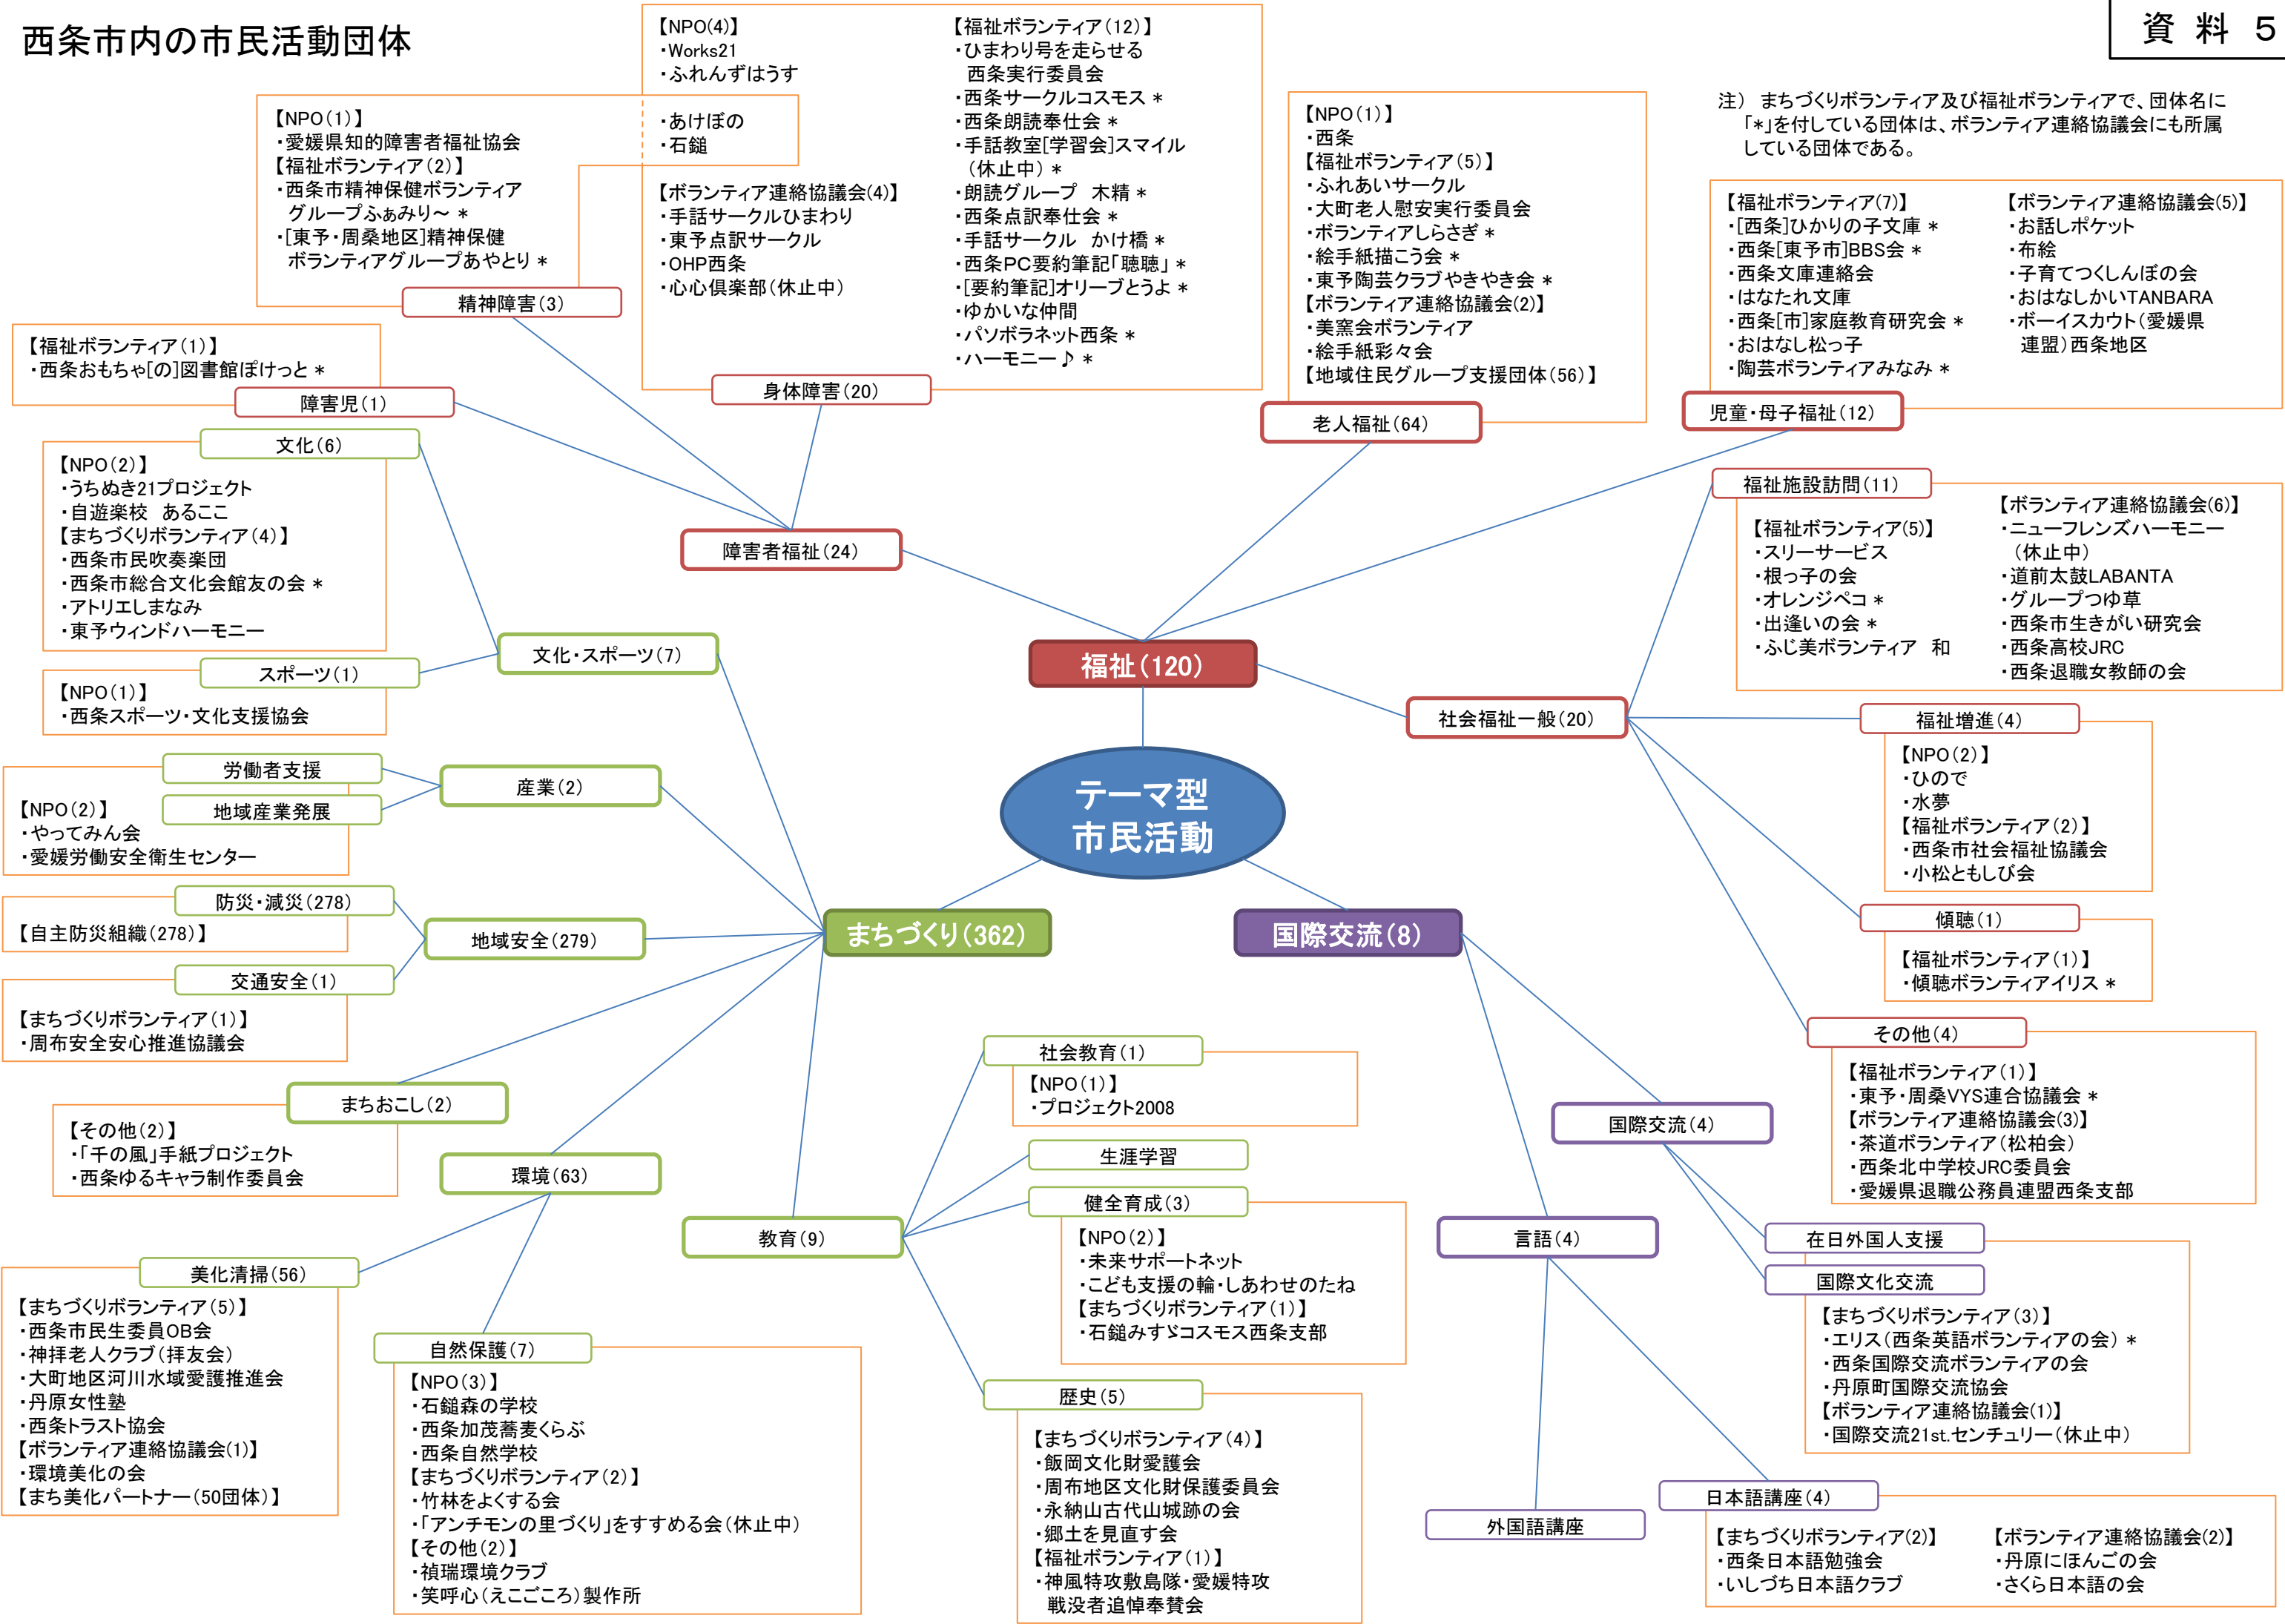 西条市内の市民活動団体
資 料 5
注) まちづくりボランティア及び福祉ボランティアで、団体名に
「*」を付している団体は、ボランティア連絡協議会にも所属
している団体である。
【NPO(4)】
・Works21
・ふれんずはうす
・あけぼの
・石鎚
【ボランティア連絡協議会(4)】
・手話サークルひまわり
・東予点訳サークル
・OHP西条
・心心倶楽部(休止中)
【福祉ボランティア(12)】
・ひまわり号を走らせる
西条実行委員会
・西条サークルコスモス *
・西条朗読奉仕会 *
・手話教室[学習会]スマイル
(休止中) *
・朗読グループ 木精 *
・西条点訳奉仕会 *
・手話サークル かけ橋 *
・西条PC要約筆記「聴聴」 *
・[要約筆記]オリーブとうよ *
・ゆかいな仲間
・パソボラネット西条 *
・ハーモニー♪ *
身体障害(20)
【NPO(1)】
・愛媛県知的障害者福祉協会
【福祉ボランティア(2)】
・西条市精神保健ボランティア
グループふぁみり～ *
・[東予・周桑地区]精神保健
ボランティアグループあやとり *
精神障害(3)
【福祉ボランティア(1)】
・西条おもちゃ[の]図書館ぽけっと *
障害児(1)
障害者福祉(24)
【NPO(1)】
・西条
【福祉ボランティア(5)】
・ふれあいサークル
・大町老人慰安実行委員会
・ボランティアしらさぎ *
・絵手紙描こう会 *
・東予陶芸クラブやきやき会 *
【ボランティア連絡協議会(2)】
・美窯会ボランティア
・絵手紙彩々会
【地域住民グループ支援団体(56)】
老人福祉(64)
【福祉ボランティア(7)】
・[西条]ひかりの子文庫 *
・西条[東予市]BBS会 *
・西条文庫連絡会
・はなたれ文庫
・西条[市]家庭教育研究会 *
・おはなし松っ子
・陶芸ボランティアみなみ *
【ボランティア連絡協議会(5)】
・お話しポケット
・布絵
・子育てつくしんぼの会
・おはなしかいTANBARA
・ボーイスカウト(愛媛県
連盟)西条地区
児童・母子福祉(12)
文化(6)
【NPO(2)】
・うちぬき21プロジェクト
・自遊楽校 あるここ
【まちづくりボランティア(4)】
・西条市民吹奏楽団
・西条市総合文化会館友の会 *
・アトリエしまなみ
・東予ウィンドハーモニー
スポーツ(1)
【NPO(1)】
・西条スポーツ・文化支援協会
文化・スポーツ(7)
福祉(120)
社会福祉一般(20)
福祉施設訪問(11)
【福祉ボランティア(5)】
・スリーサービス
・根っ子の会
・オレンジペコ *
・出逢いの会 *
・ふじ美ボランティア 和
【ボランティア連絡協議会(6)】
・ニューフレンズハーモニー
(休止中)
・道前太鼓LABANTA
・グループつゆ草
・西条市生きがい研究会
・西条高校JRC
・西条退職女教師の会
福祉増進(4)
【NPO(2)】
・ひので
・水夢
【福祉ボランティア(2)】
・西条市社会福祉協議会
・小松ともしび会
傾聴(1)
【福祉ボランティア(1)】
・傾聴ボランティアイリス *
その他(4)
【福祉ボランティア(1)】
・東予・周桑VYS連合協議会 *
【ボランティア連絡協議会(3)】
・茶道ボランティア(松柏会)
・西条北中学校JRC委員会
・愛媛県退職公務員連盟西条支部
テーマ型
市民活動
労働者支援
地域産業発展
【NPO(2)】
・やってみん会
・愛媛労働安全衛生センター
産業(2)
防災・減災(278)
【自主防災組織(278)】
交通安全(1)
【まちづくりボランティア(1)】
・周布安全安心推進協議会
地域安全(279)
まちづくり(362)
国際交流(8)
まちおこし(2)
【その他(2)】
・「千の風」手紙プロジェクト
・西条ゆるキャラ制作委員会
環境(63)
美化清掃(56)
【まちづくりボランティア(5)】
・西条市民生委員OB会
・神拝老人クラブ(拝友会)
・大町地区河川水域愛護推進会
・丹原女性塾
・西条トラスト協会
【ボランティア連絡協議会(1)】
・環境美化の会
【まち美化パートナー(50団体)】
自然保護(7)
【NPO(3)】
・石鎚森の学校
・西条加茂蕎麦くらぶ
・西条自然学校
【まちづくりボランティア(2)】
・竹林をよくする会
・「アンチモンの里づくり」をすすめる会(休止中)
【その他(2)】
・禎瑞環境クラブ
・笑呼心(えこごころ)製作所
教育(9)
社会教育(1)
【NPO(1)】
・プロジェクト2008
生涯学習
健全育成(3)
【NPO(2)】
・未来サポートネット
・こども支援の輪・しあわせのたね
【まちづくりボランティア(1)】
・石鎚みすゞコスモス西条支部
歴史(5)
【まちづくりボランティア(4)】
・飯岡文化財愛護会
・周布地区文化財保護委員会
・永納山古代山城跡の会
・郷土を見直す会
【福祉ボランティア(1)】
・神風特攻敷島隊・愛媛特攻
戦没者追悼奉賛会
国際交流(4)
在日外国人支援
国際文化交流
【まちづくりボランティア(3)】
・エリス(西条英語ボランティアの会) *
・西条国際交流ボランティアの会
・丹原町国際交流協会
【ボランティア連絡協議会(1)】
・国際交流21st.センチュリー(休止中)
言語(4)
外国語講座
日本語講座(4)
【まちづくりボランティア(2)】
・西条日本語勉強会
・いしづち日本語クラブ
【ボランティア連絡協議会(2)】
・丹原にほんごの会
・さくら日本語の会